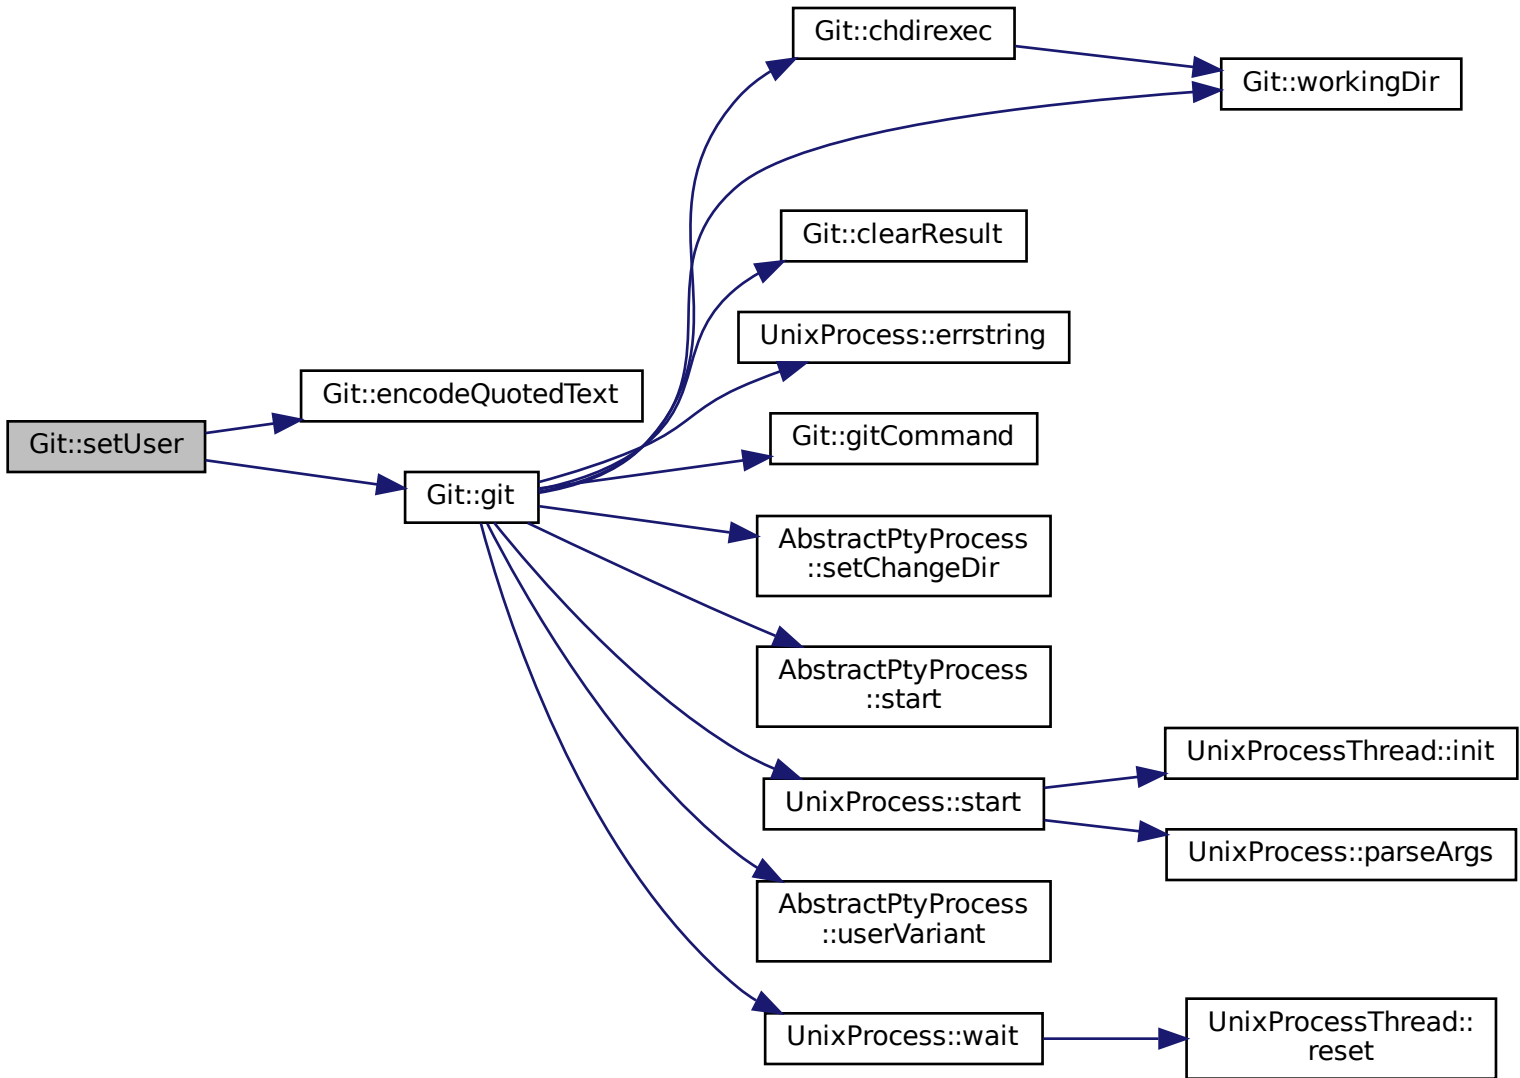 Git::chdirexec
Git::workingDir
Git::clearResult
UnixProcess::errstring
Git::encodeQuotedText
Git::gitCommand
Git::setUser
Git::git
AbstractPtyProcess
::setChangeDir
AbstractPtyProcess
::start
UnixProcessThread::init
UnixProcess::start
UnixProcess::parseArgs
AbstractPtyProcess
::userVariant
UnixProcess::wait
UnixProcessThread::
reset